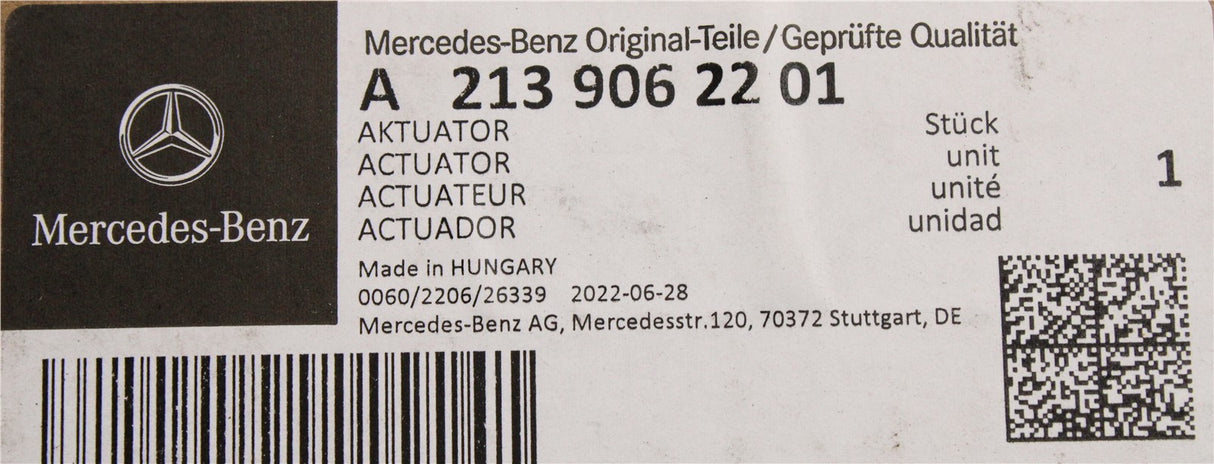 Mercedes-Benz
Mercedes-Benz Original-Teile/Geprüfte Qualität
A 213 906 22 01
AKTUATOR
ACTUATOR
ACTUATEUR
ACTUADOR
Stück
unit
unité
unidad
1
Made in HUNGARY
0060/2206/26339 2022-06-28
Mercedes-Benz AG, Mercedesstr.120, 70372 Stuttgart, DE